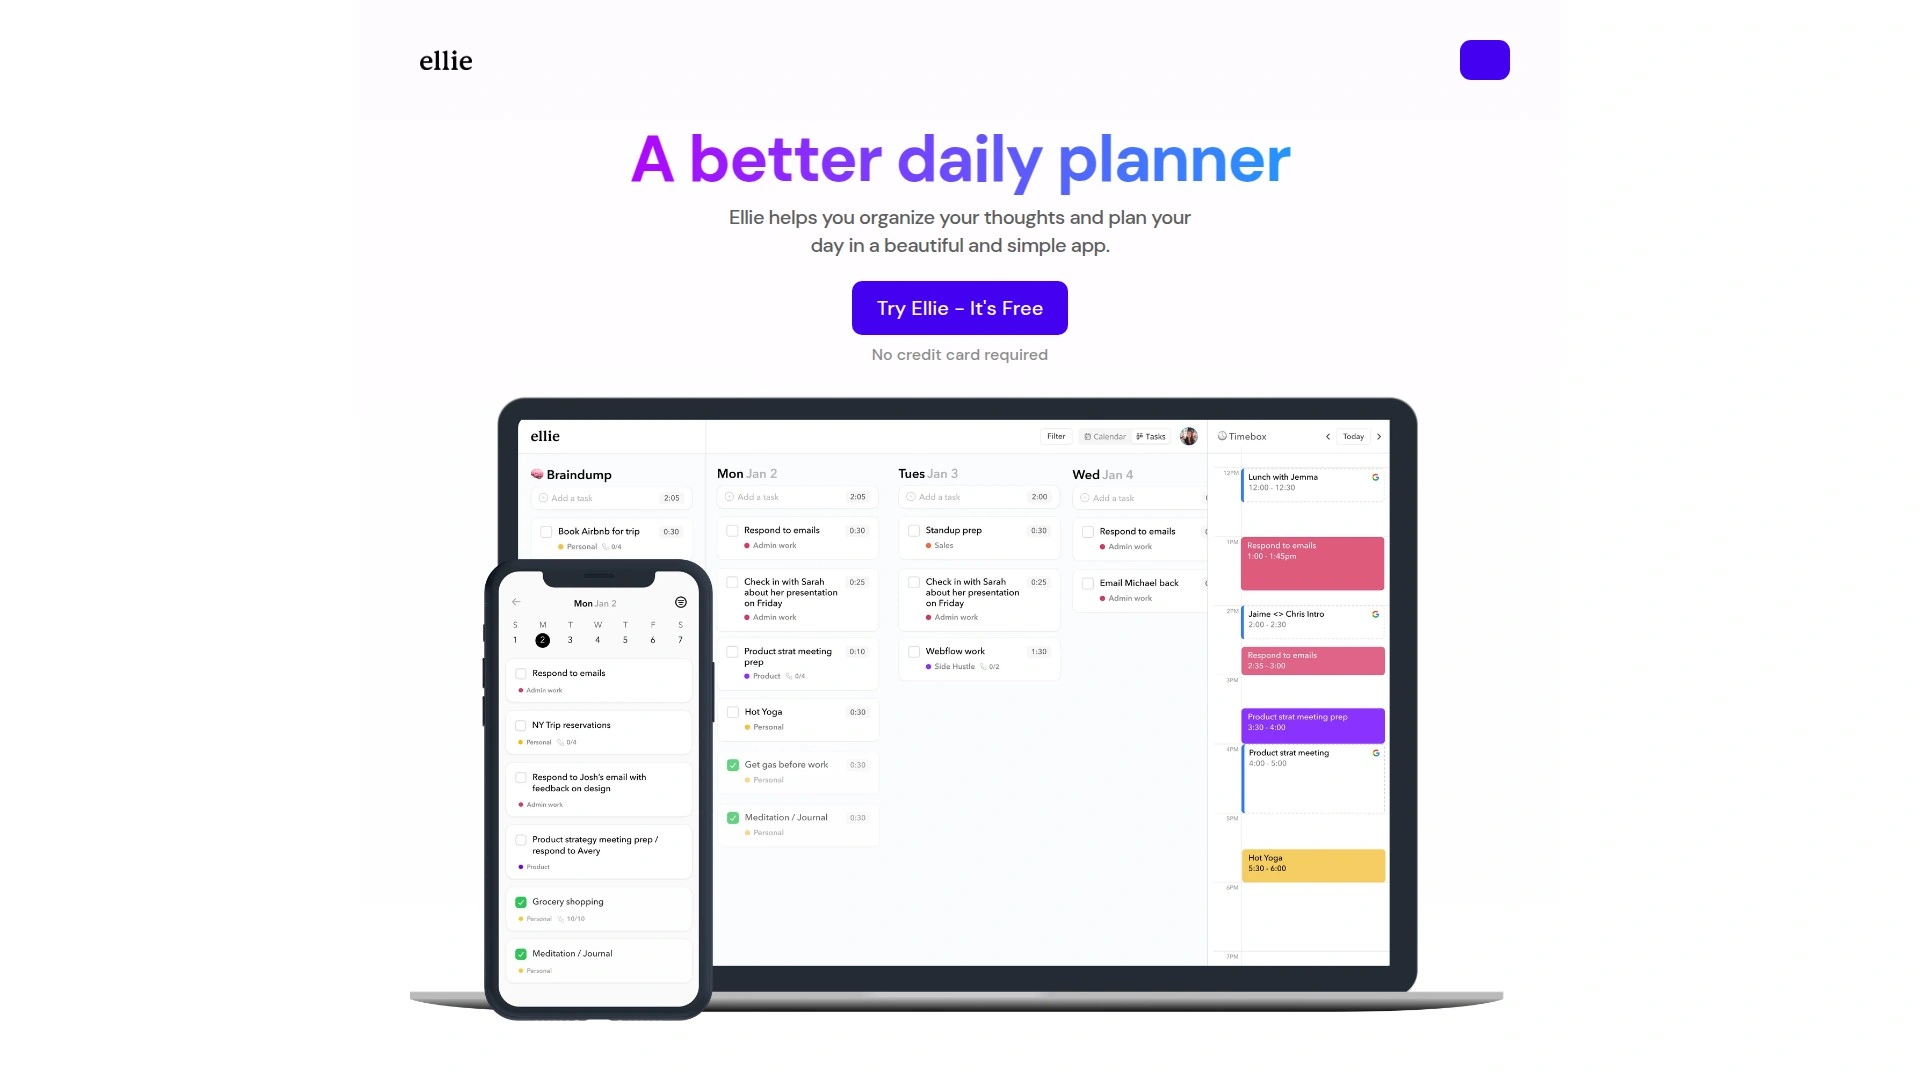 ellie
A better daily planner
Ellie helps you organize your thoughts and plan your
day in a beautiful and simple app.
Try Ellie - It's Free
No credit card required
ellie
Filter
Calendar
Tasks
Timebox
Today
Braindump
Add a task 2:05
Book Airbnb for trip 0:30
Personal 0/4
Mon Jan 2
Add a task 2:05
Respond to emails 0:30
Admin work
Check in with Sarah 0:25
about her presentation
on Friday
Admin work
Product strat meeting 0:10
prep
Product 0/4
Hot Yoga 0:30
Personal
Get gas before work 0:30
Personal
Meditation / Journal 0:30
Personal
Tues Jan 3
Add a task 2:00
Standup prep 0:30
Sales
Check in with Sarah 0:25
about her presentation
on Friday
Admin work
Webflow work 1:30
Side Hustle 0/2
Wed Jan 4
Add a task
Respond to emails
Admin work
Email Michael back
Admin work
12PM
Lunch with Jemma
12:00 - 12:30
1PM
Respond to emails
1:00 - 1:45pm
2PM
Jaime <> Chris Intro
2:00 - 2:30
Respond to emails
2:35 - 3:00
3PM
Product strat meeting prep
3:30 - 4:00
4PM
Product strat meeting
4:00 - 5:00
5PM
Hot Yoga
5:30 - 6:00
6PM
7PM
Mon Jan 2
S M T W T F S
1 2 3 4 5 6 7
Respond to emails
Admin work
NY Trip reservations
Personal 0/4
Respond to Josh's email with
feedback on design
Admin work
Product strategy meeting prep /
respond to Avery
Product
Grocery shopping
Personal 10/10
Meditation / Journal
Personal